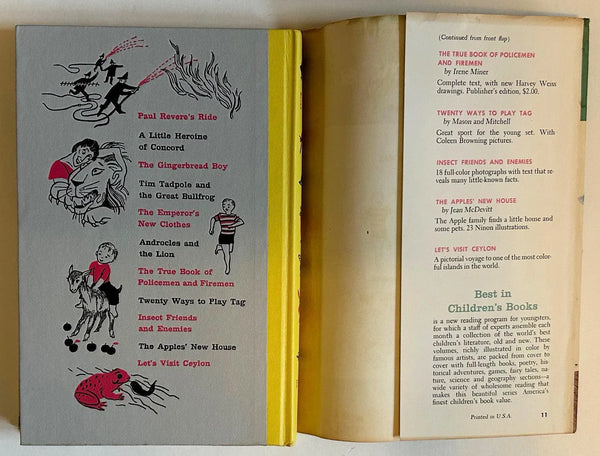 Paul Revere's Ride
A Little Heroine
of Concord
The Gingerbread Boy
Tim Tadpole and
the Great Bullfrog
The Emperor's
New Clothes
Androcles and
the Lion
The True Book of
Policemen and Firemen
Twenty Ways to Play Tag
Insect Friends
and Enemies
The Apples' New House
Let's Visit Ceylon
(Continued from front flap)
THE TRUE BOOK OF POLICEMEN
AND FIREMEN
by Irene Miner
Complete text, with new Harvey Weiss
drawings. Publisher's edition, $2.00.
TWENTY WAYS TO PLAY TAG
by Mason and Mitchell
Great sport for the young set. With
Coleen Browning pictures.
INSECT FRIENDS AND ENEMIES
18 full-color photographs with text that re-
veals many little-known facts.
THE APPLES' NEW HOUSE
by Jean McDevitt
The Apple family finds a little house and
some pets. 23 Ninon illustrations.
LET'S VISIT CEYLON
A pictorial voyage to one of the most color-
ful islands in the world.
Best in
Children's Books
is a new reading program for youngsters,
for which a staff of experts assemble each
month a collection of the world's best
children's literature, old and new. These
volumes, richly illustrated in color by
famous artists, are packed from cover to
cover with full-length books, poetry, his-
torical adventures, games, fairy tales, na-
ture, science and geography sections—a
wide variety of wholesome reading that
makes this beautiful series America's
finest children's book value.
Printed in U.S.A.
11